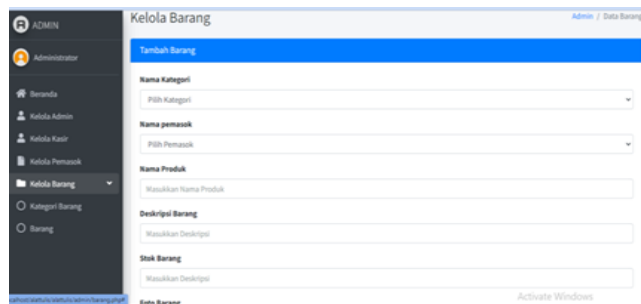 ADMIN
Kelola Barang
Admin / Data Barang
Administrator
Tambah Barang
Nama Kategori
Beranda
Pilih Kategori
Kelola Admin
Nama pemasok
Kelola Kasir
Pilih Pemasok
Kelola Pemasok
Nama Produk
Kelola Barang
Masukkan Nama Produk
Kategori Barang
Deskripsi Barang
Barang
Masukkan Deskripsi
Stok Barang
Masukkan Deskripsi
Foto Barang
Activate Windows